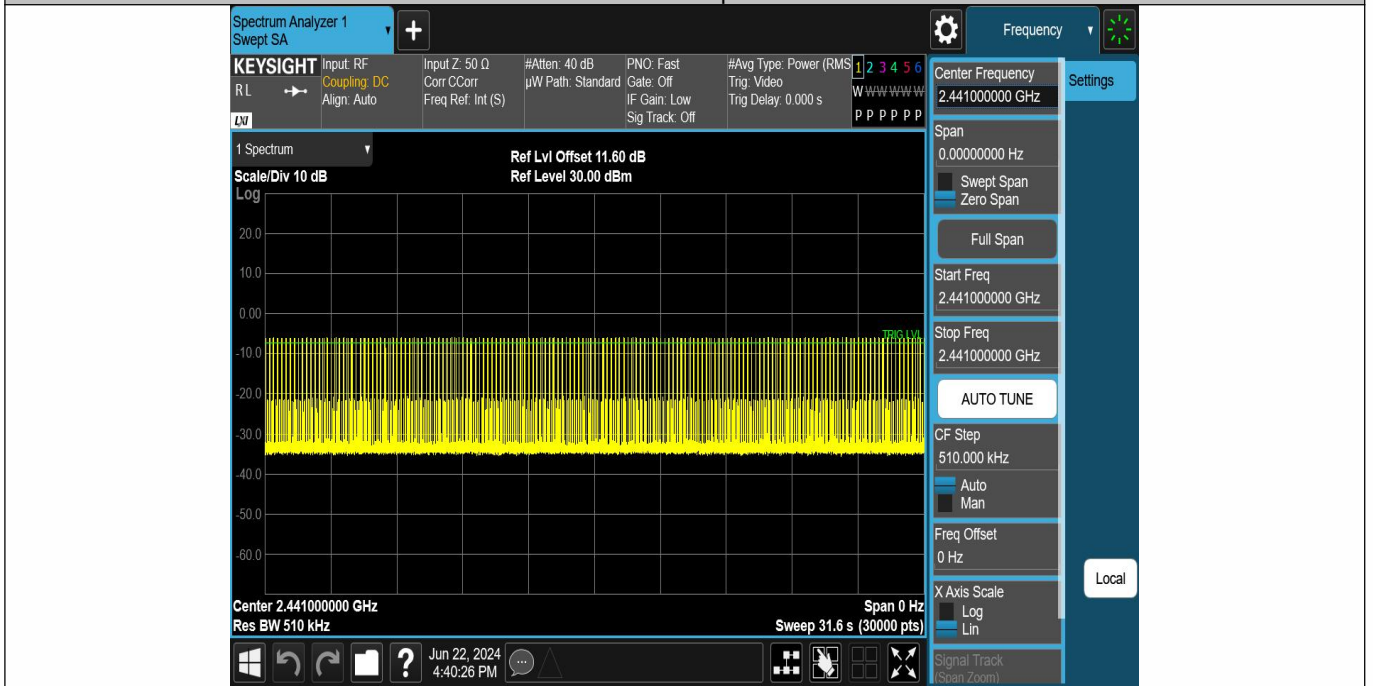 Spectrum Analyzer 1
Swept SA
+
Frequency
KEYSIGHT
RL
LXI
Input: RF
Coupling: DC
Align: Auto
Input Z: 50 Ω
Corr CCorr
Freq Ref: Int (S)
#Atten: 40 dB
µW Path: Standard
PNO: Fast
Gate: Off
IF Gain: Low
Sig Track: Off
#Avg Type: Power (RMS
Trig: Video
Trig Delay: 0.000 s
1 2 3 4 5 6
W W W W W W
P P P P P P
Center Frequency
2.441000000 GHz
Settings
Span
0.00000000 Hz
Swept Span
Zero Span
Full Span
Start Freq
2.441000000 GHz
Stop Freq
2.441000000 GHz
AUTO TUNE
CF Step
510.000 kHz
Auto
Man
Freq Offset
0 Hz
X Axis Scale
Log
Lin
Signal Track
(Span Zoom)
Local
1 Spectrum
Scale/Div 10 dB
Ref Lvl Offset 11.60 dB
Ref Level 30.00 dBm
Log
20.0
10.0
0.00
TRIG LVL
-10.0
-20.0
-30.0
-40.0
-50.0
-60.0
Center 2.441000000 GHz
Span 0 Hz
Res BW 510 kHz
Sweep 31.6 s (30000 pts)
?
Jun 22, 2024
4:40:26 PM